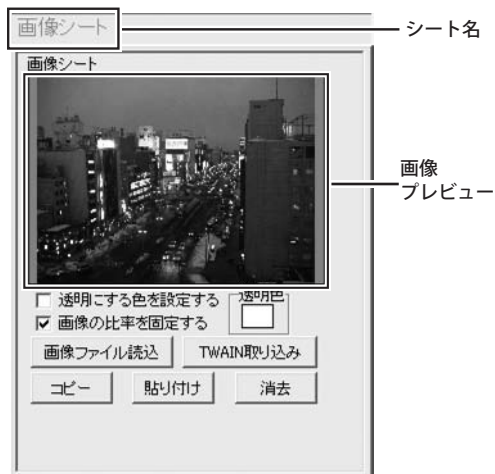 画像シート
シート名
画像シート
画像
プレビュー
透明にする色を設定する
透明色
画像の比率を固定する
画像ファイル読込
TWAIN取り込み
コピー
貼り付け
消去